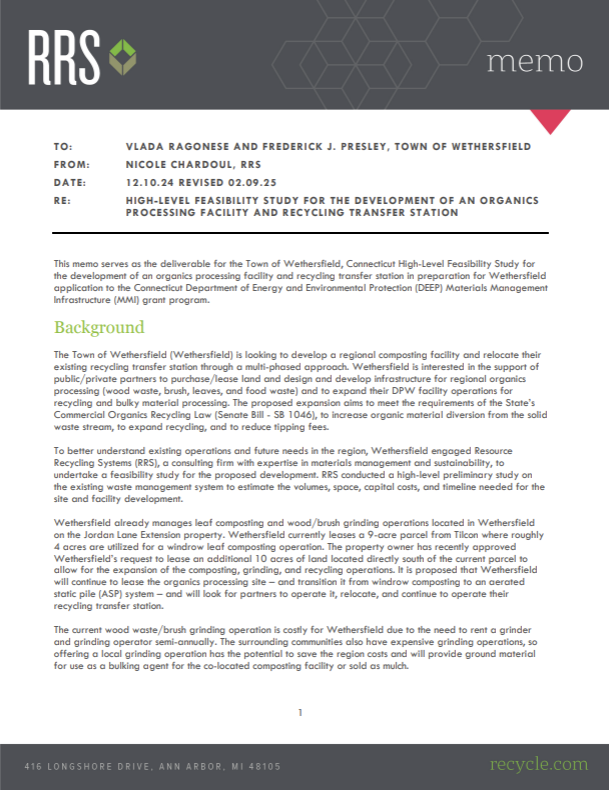 RRS
memo
TO: VLADA RAGONESE AND FREDERICK J. PRESLEY, TOWN OF WETHERSFIELD
FROM: NICOLE CHARDOUL, RRS
DATE: 12.10.24 REVISED 02.09.25
RE: HIGH-LEVEL FEASIBILITY STUDY FOR THE DEVELOPMENT OF AN ORGANICS
PROCESSING FACILITY AND RECYCLING TRANSFER STATION
This memo serves as the deliverable for the Town of Wethersfield, Connecticut High-Level Feasibility Study for
the development of an organics processing facility and recycling transfer station in preparation for Wethersfield
application to the Connecticut Department of Energy and Environmental Protection (DEEP) Materials Management
Infrastructure (MMI) grant program.
Background
The Town of Wethersfield (Wethersfield) is looking to develop a regional composting facility and relocate their
existing recycling transfer station through a multi-phased approach. Wethersfield is interested in the support of
public/private partners to purchase/lease land and design and develop infrastructure for regional organics
processing (wood waste, brush, leaves, and food waste) and to expand their DPW facility operations for
recycling and bulky material processing. The proposed expansion aims to meet the requirements of the State's
Commercial Organics Recycling Law (Senate Bill - SB 1046), to increase organic material diversion from the solid
waste stream, to expand recycling, and to reduce tipping fees.
To better understand existing operations and future needs in the region, Wethersfield engaged Resource
Recycling Systems (RRS), a consulting firm with expertise in materials management and sustainability, to
undertake a feasibility study for the proposed development. RRS conducted a high-level preliminary study on
the existing waste management system to estimate the volumes, space, capital costs, and timeline needed for the
site and facility development.
Wethersfield already manages leaf composting and wood/brush grinding operations located in Wethersfield
on the Jordan Lane Extension property. Wethersfield currently leases a 9-acre parcel from Tilcon where roughly
4 acres are utilized for a windrow leaf composting operation. The property owner has recently approved
Wethersfield's request to lease an additional 10 acres of land located directly south of the current parcel to
allow for the expansion of the composting, grinding, and recycling operations. It is proposed that Wethersfield
will continue to lease the organics processing site – and transition it from windrow composting to an aerated
static pile (ASP) system – and will look for partners to operate it, relocate, and continue to operate their
recycling transfer station.
The current wood waste/brush grinding operation is costly for Wethersfield due to the need to rent a grinder
and grinding operator semi-annually. The surrounding communities also have expensive grinding operations, so
offering a local grinding operation has the potential to save the region costs and will provide ground material
for use as a bulking agent for the co-located composting facility or sold as mulch.
1
416 LONGSHORE DRIVE, ANN ARBOR, MI 48105
recycle.com